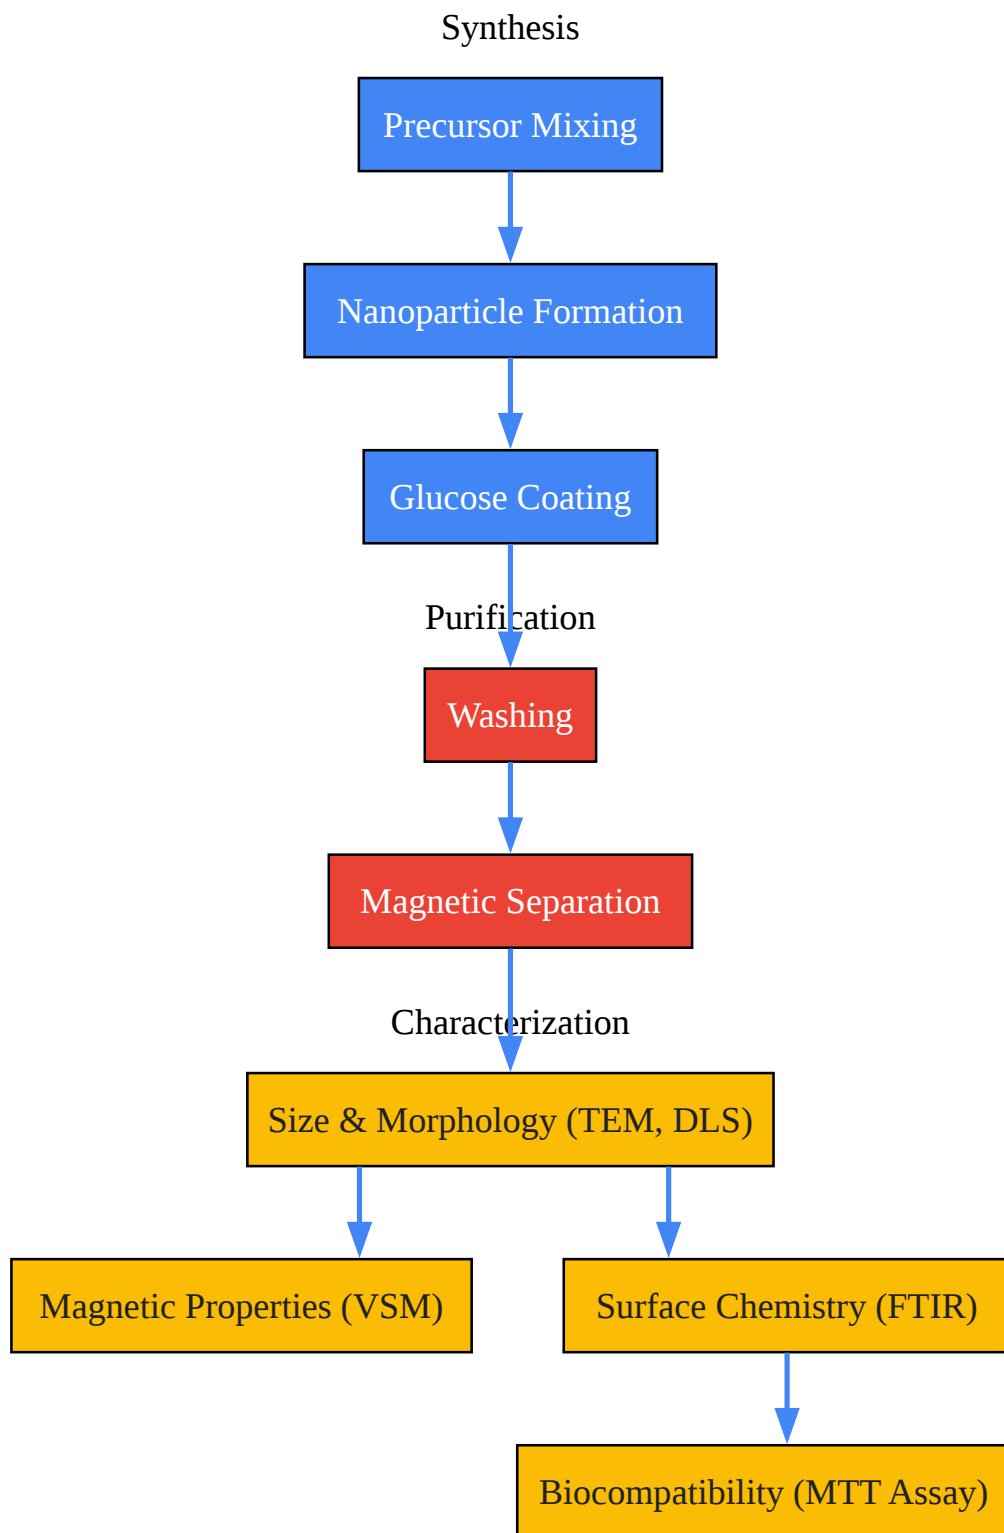 Synthesis
Precursor Mixing
Nanoparticle Formation
Glucose Coating
Purification
Washing
Magnetic Separation
Characterization
Size & Morphology (TEM, DLS)
Magnetic Properties (VSM)
Surface Chemistry (FTIR)
Biocompatibility (MTT Assay)